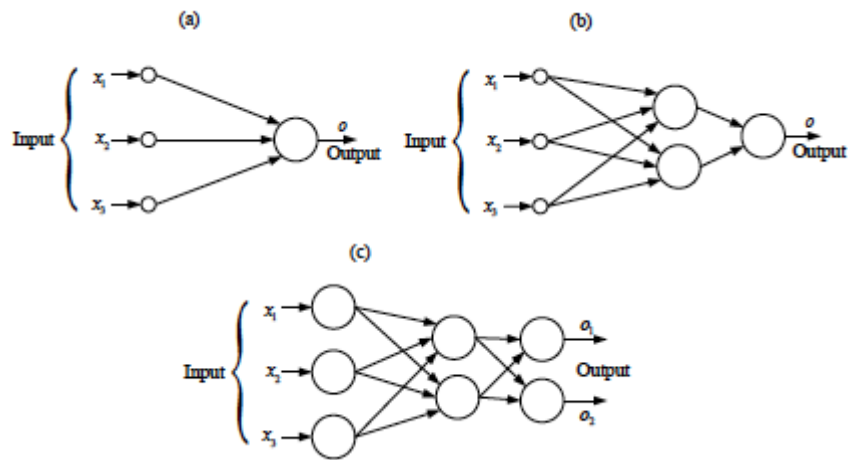 (a)
x₁
Input x₂ o
Output
x₃
(b)
x₁
Input x₂ o
Output
x₃
(c)
x₁ o₁
Input x₂ Output
x₃ o₂